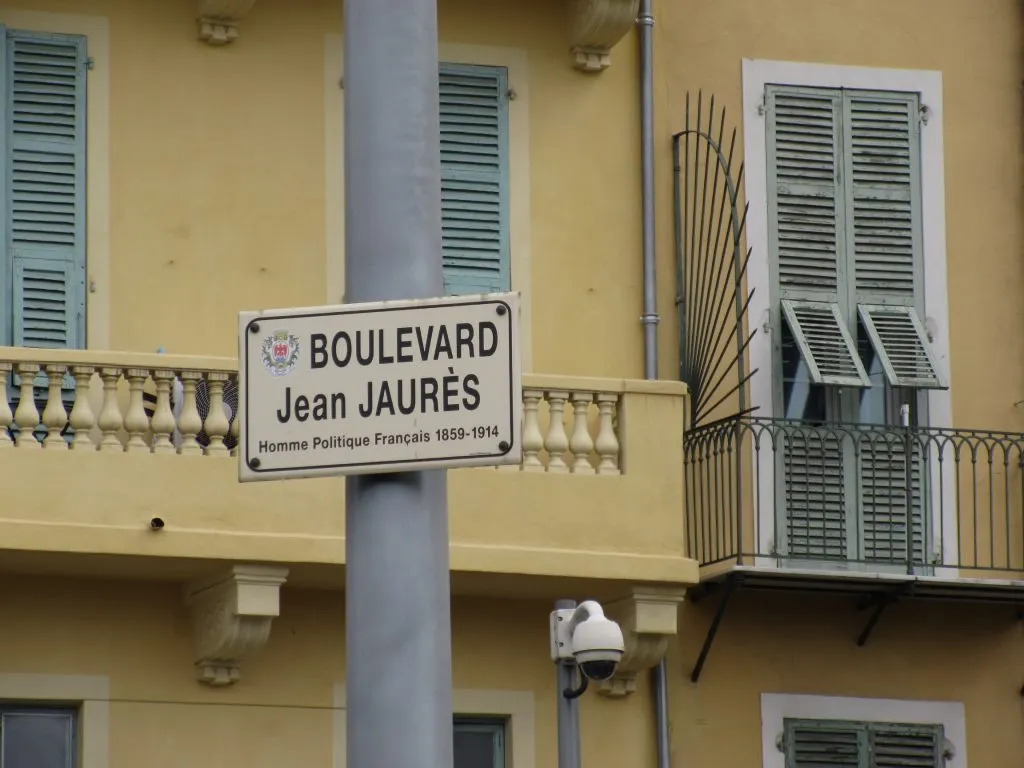 BOULEVARD
Jean JAURÈS
Homme Politique Français 1859-1914